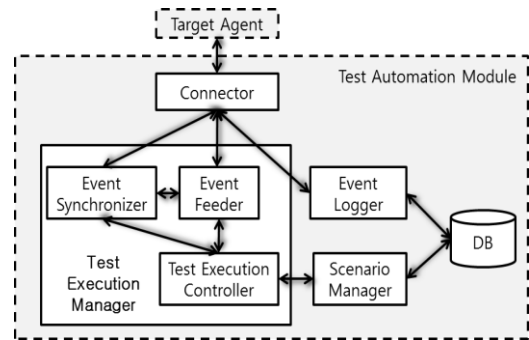 Target Agent
Test Automation Module
Connector
Event
Synchronizer
Event
Feeder
Event
Logger
DB
Test
Execution
Manager
Test Execution
Controller
Scenario
Manager